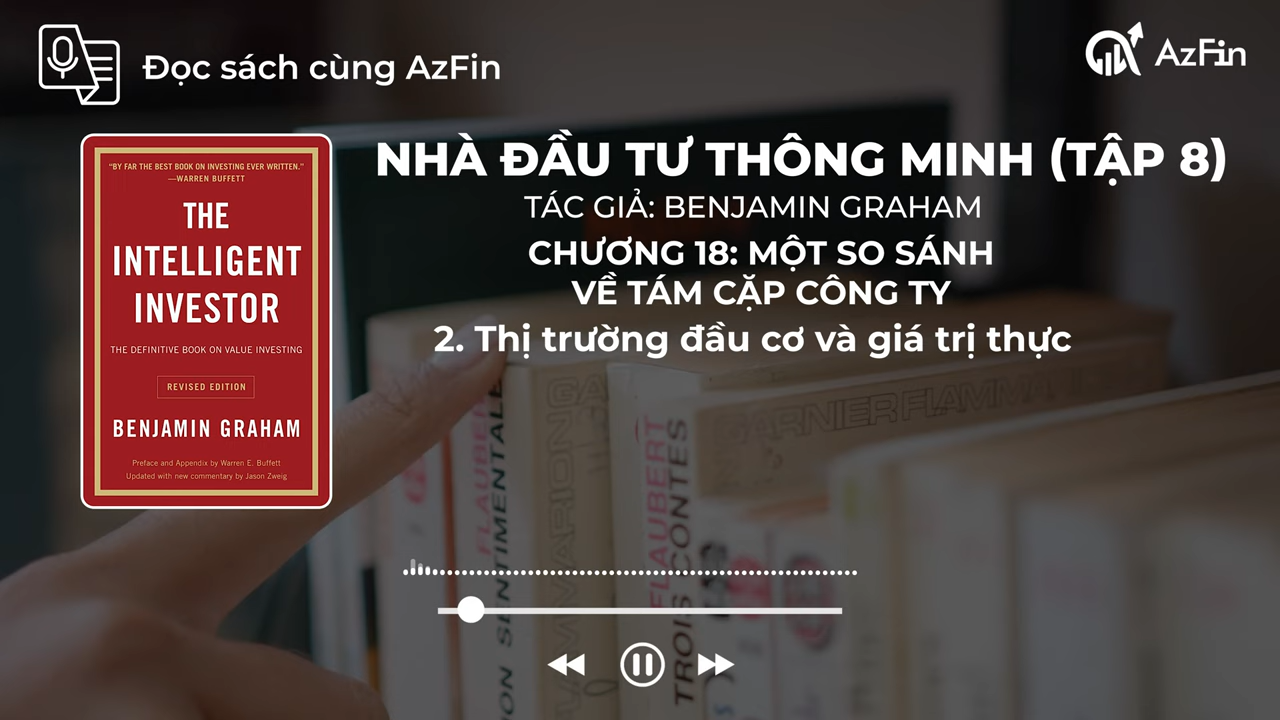 Đọc sách cùng AzFin
AzFin
"BY FAR THE BEST BOOK ON INVESTING EVER WRITTEN."
—WARREN BUFFETT
THE
INTELLIGENT
INVESTOR
THE DEFINITIVE BOOK ON VALUE INVESTING
REVISED EDITION
BENJAMIN GRAHAM
Preface and Appendix by Warren E. Buffett
Updated with new commentary by Jason Zweig
NHÀ ĐẦU TƯ THÔNG MINH (TẬP 8)
TÁC GIẢ: BENJAMIN GRAHAM
CHƯƠNG 18: MỘT SO SÁNH
VỀ TÁM CẶP CÔNG TY
2. Thị trường đầu cơ và giá trị thực
FLAUBERT
SENTIMENTALE
FLAUBERT
TROIS CONTES
GARNIER FLAMMA